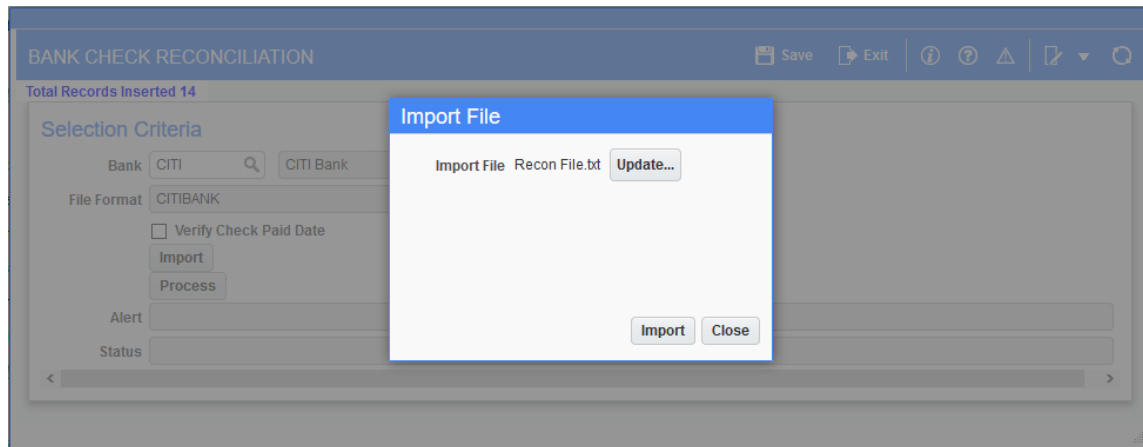 BANK CHECK RECONCILIATION
Save Exit
Total Records Inserted 14
Selection Criteria
Bank CITI CITI Bank
File Format CITIBANK
Verify Check Paid Date
Import
Process
Alert
Status
Import File
Import File Recon File.txt Update...
Import Close